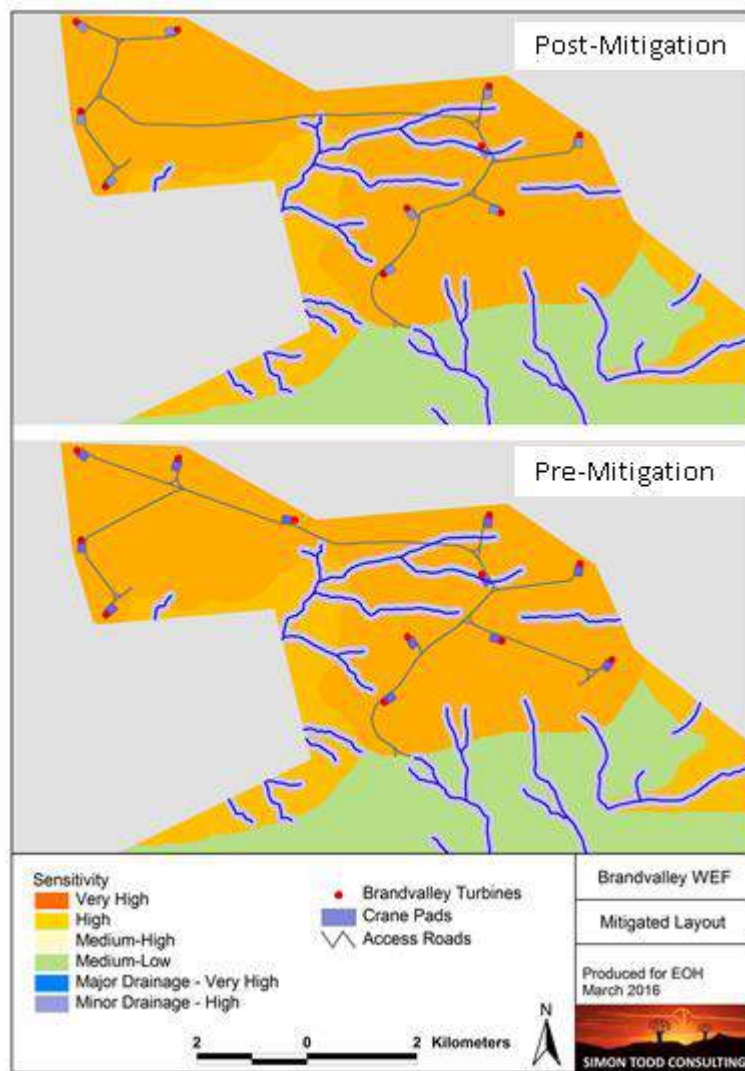 Post-Mitigation
Pre-Mitigation
Sensitivity
Very High
High
Medium-High
Medium-Low
Major Drainage - Very High
Minor Drainage - High
Brandvalley Turbines
Crane Pads
Access Roads
2 0 2 Kilometers
N
Brandvalley WEF
Mitigated Layout
Produced for EOH
March 2016
SIMON TODD CONSULTING